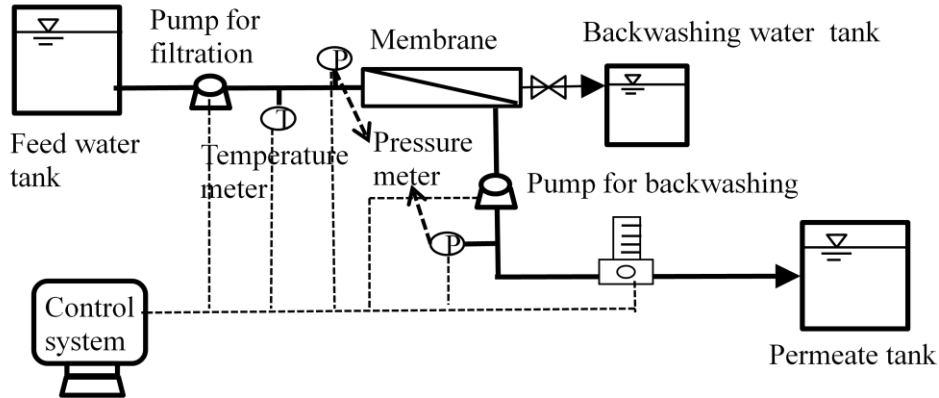 Pump for
filtration
P
Membrane
Backwashing water tank
Feed water
tank
T
Temperature
meter
Pressure
meter
Pump for backwashing
P
Control
system
Permeate tank